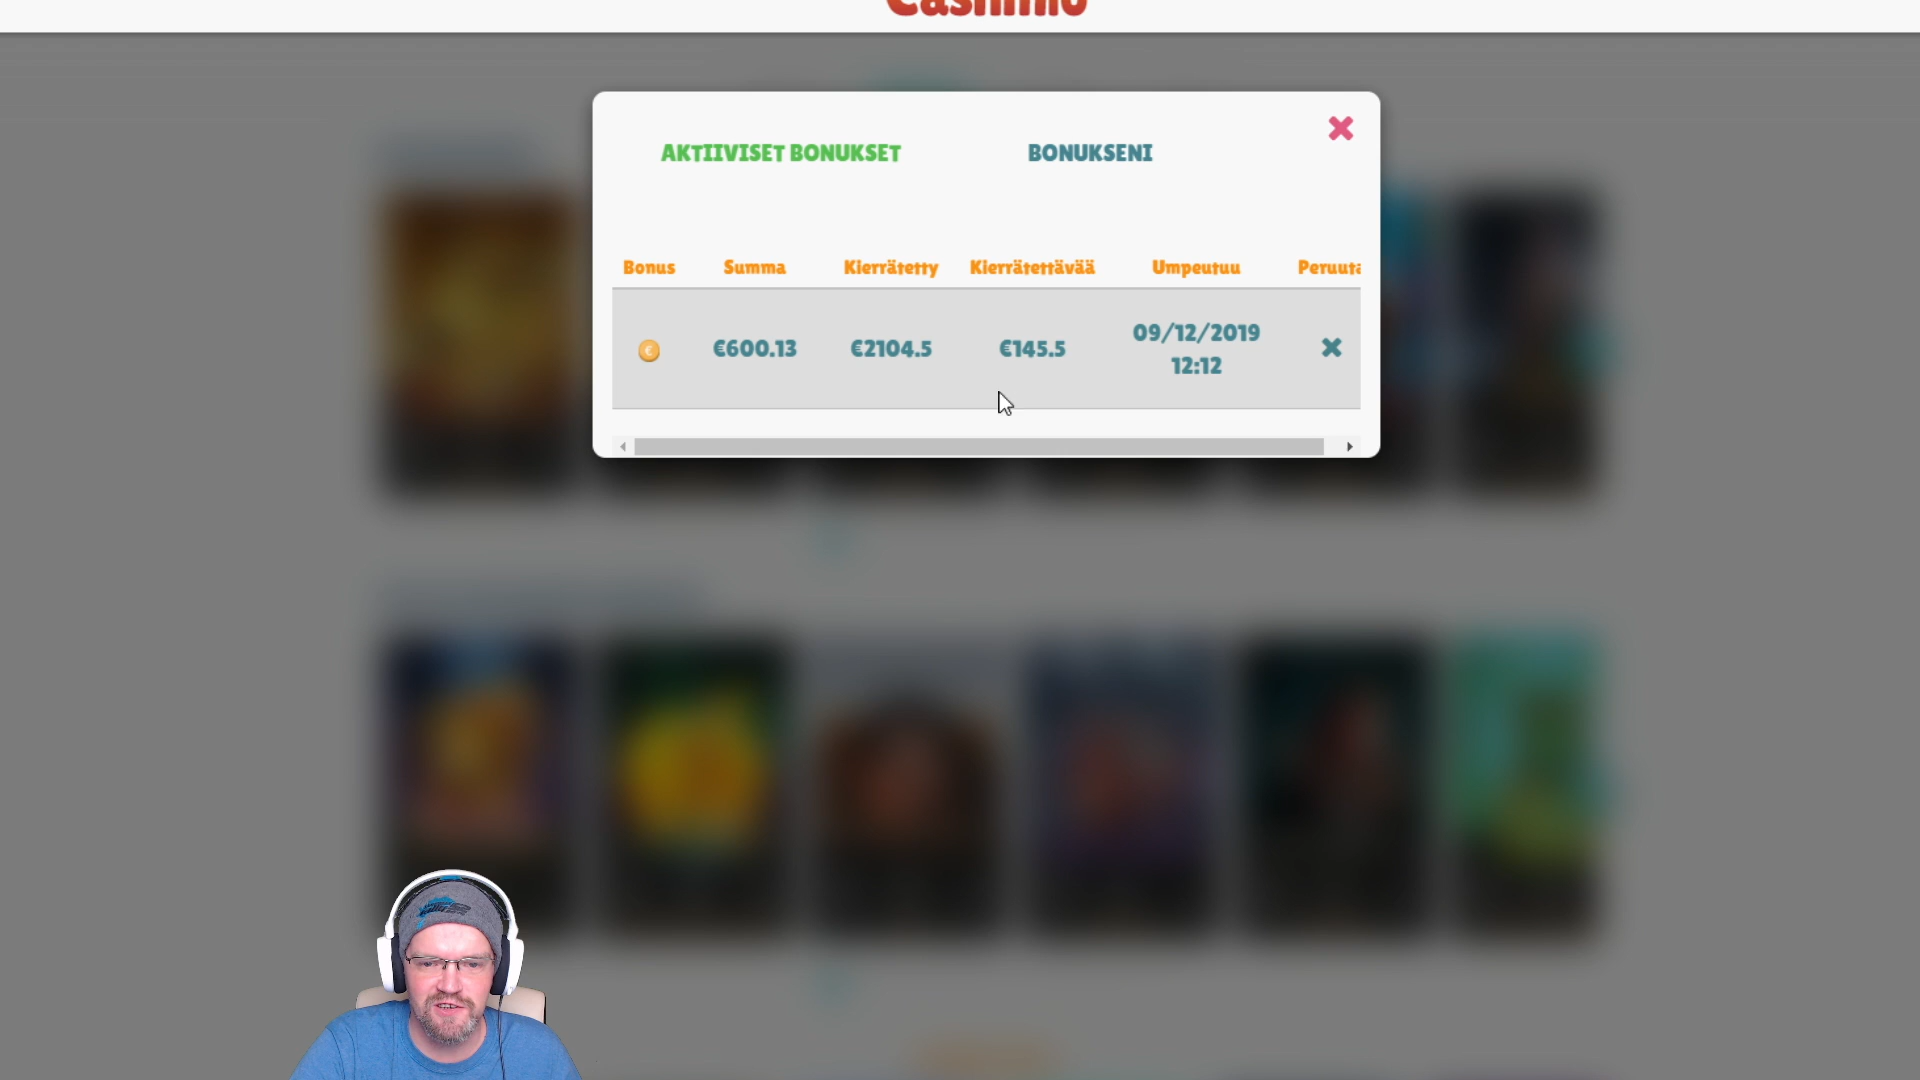 AKTIIVISET BONUKSET BONUKSENI
Bonus Summa Kierrätetty Kierrätettävää Umpeutuu Peruuta
€600.13 €2104.5 €145.5 09/12/2019
12:12